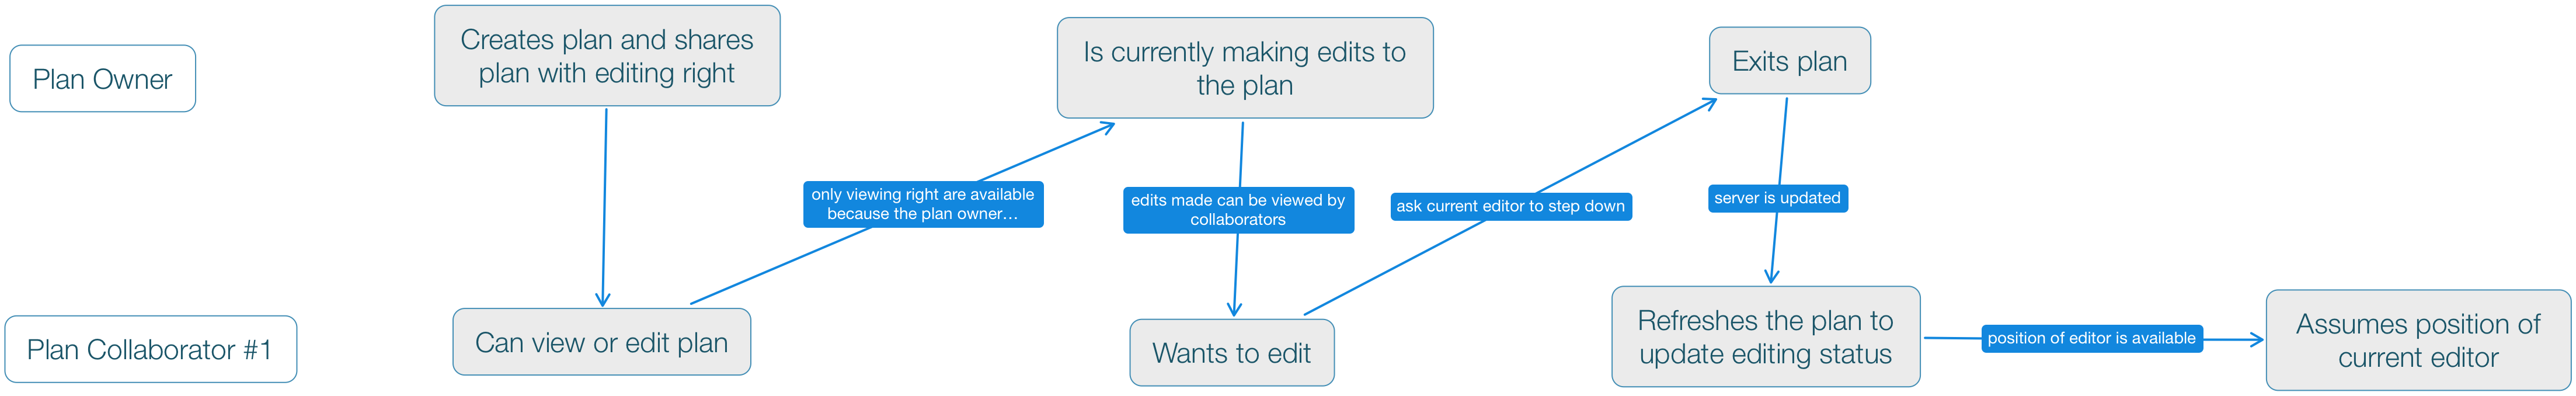 Plan Owner
Creates plan and shares
plan with editing right
Is currently making edits to
the plan
Exits plan
only viewing right are available
because the plan owner...
edits made can be viewed by
collaborators
ask current editor to step down
server is updated
Plan Collaborator #1
Can view or edit plan
Wants to edit
Refreshes the plan to
update editing status
position of editor is available
Assumes position of
current editor